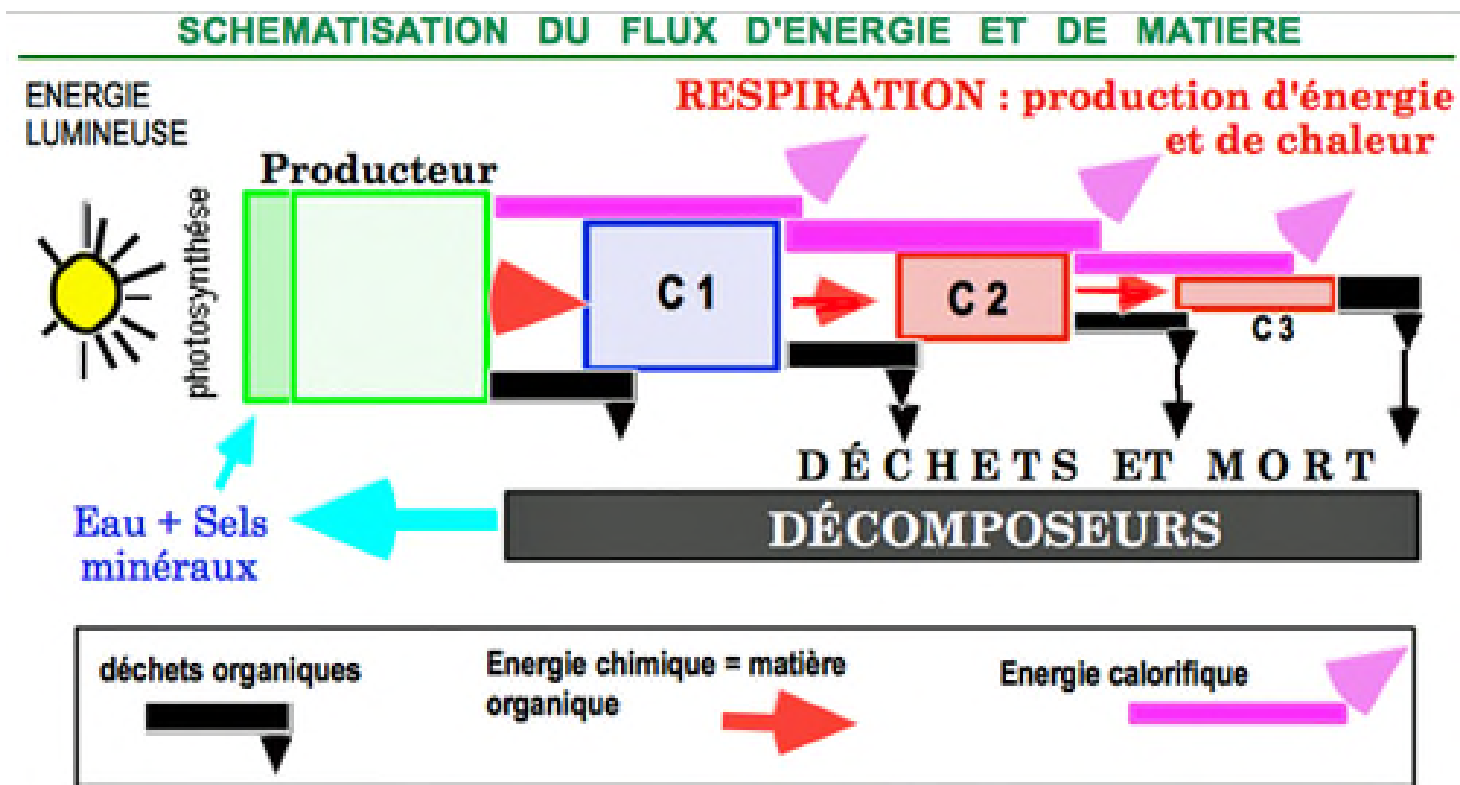 SCHEMATISATION DU FLUX D'ENERGIE ET DE MATIERE
ENERGIE
LUMINEUSE
RESPIRATION : production d'énergie
et de chaleur
Producteur
photosynthése
C 1
C 2
C 3
DÉCHETS ET MORT
DÉCOMPOSEURS
Eau + Sels
minéraux
déchets organiques
Energie chimique = matière
organique
Energie calorifique